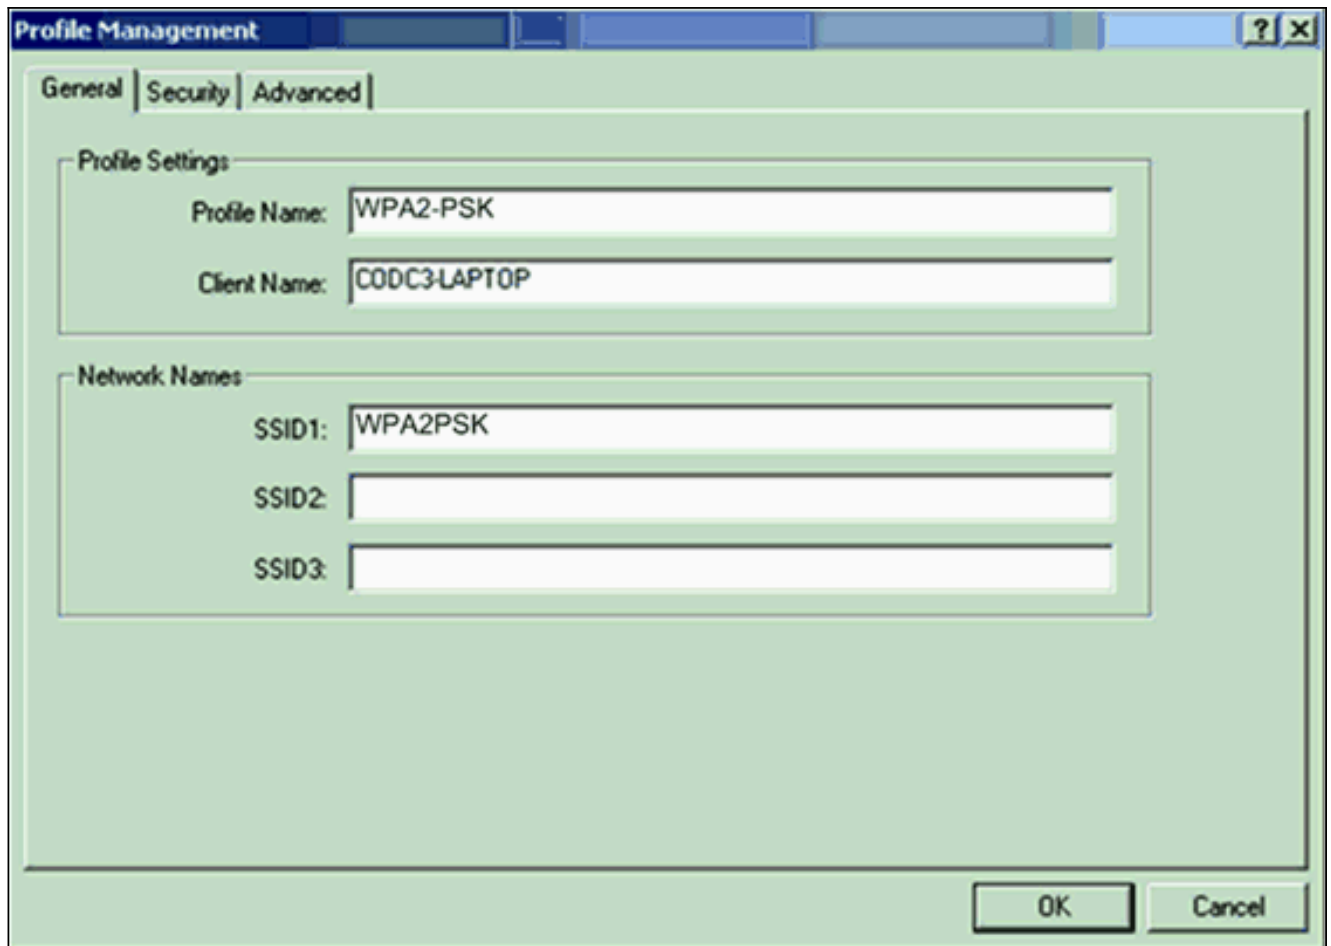 Profile Management
General Security Advanced
Profile Settings
Profile Name: WPA2-PSK
Client Name: CODC3-LAPTOP
Network Names
SSID1: WPA2PSK
SSID2:
SSID3:
OK Cancel